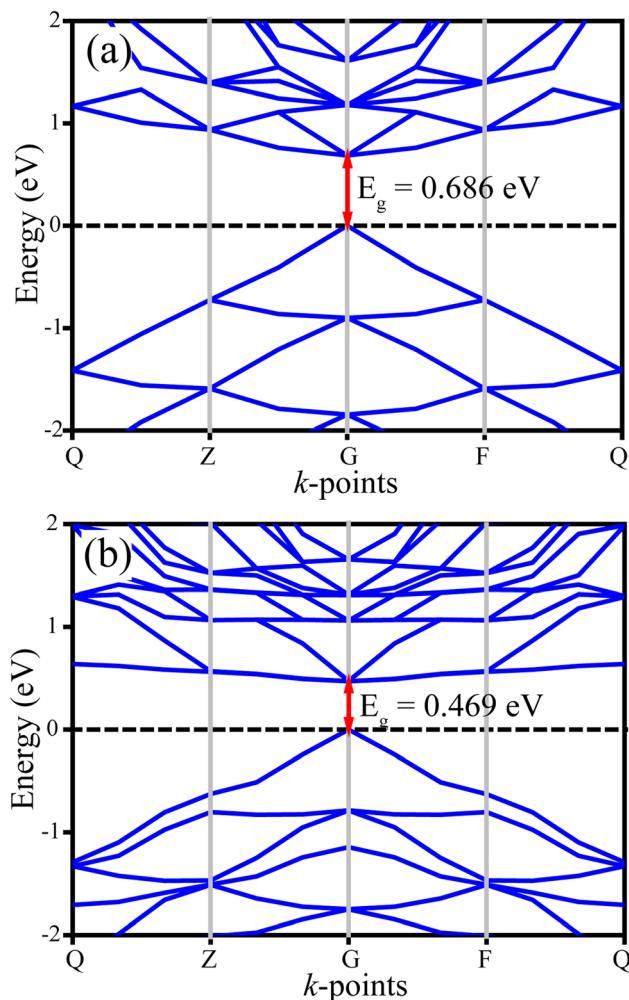 (a)
2
1
0
-1
-2
Energy (eV)
E_g = 0.686 eV
Q Z G F Q
k-points
(b)
2
1
0
-1
-2
Energy (eV)
E_g = 0.469 eV
Q Z G F Q
k-points